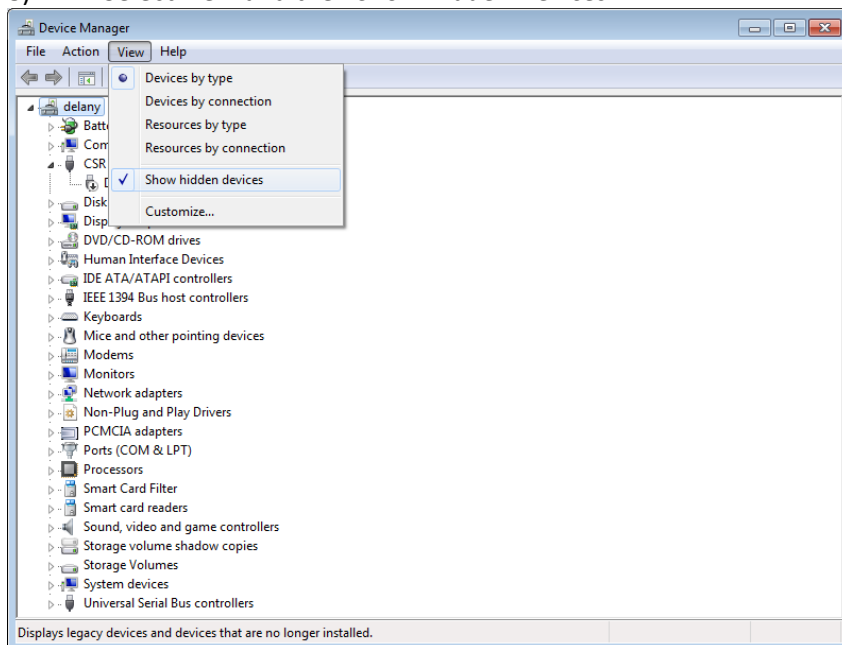 Device Manager
File Action View Help
Devices by type
Devices by connection
Resources by type
Resources by connection
Show hidden devices
Customize...
delany
CSR
Disk
DVD/CD-ROM drives
Human Interface Devices
IDE ATA/ATAPI controllers
IEEE 1394 Bus host controllers
Keyboards
Mice and other pointing devices
Modems
Monitors
Network adapters
Non-Plug and Play Drivers
PCMCIA adapters
Ports (COM & LPT)
Processors
Smart Card Filter
Smart card readers
Sound, video and game controllers
Storage volume shadow copies
Storage Volumes
System devices
Universal Serial Bus controllers
Displays legacy devices and devices that are no longer installed.